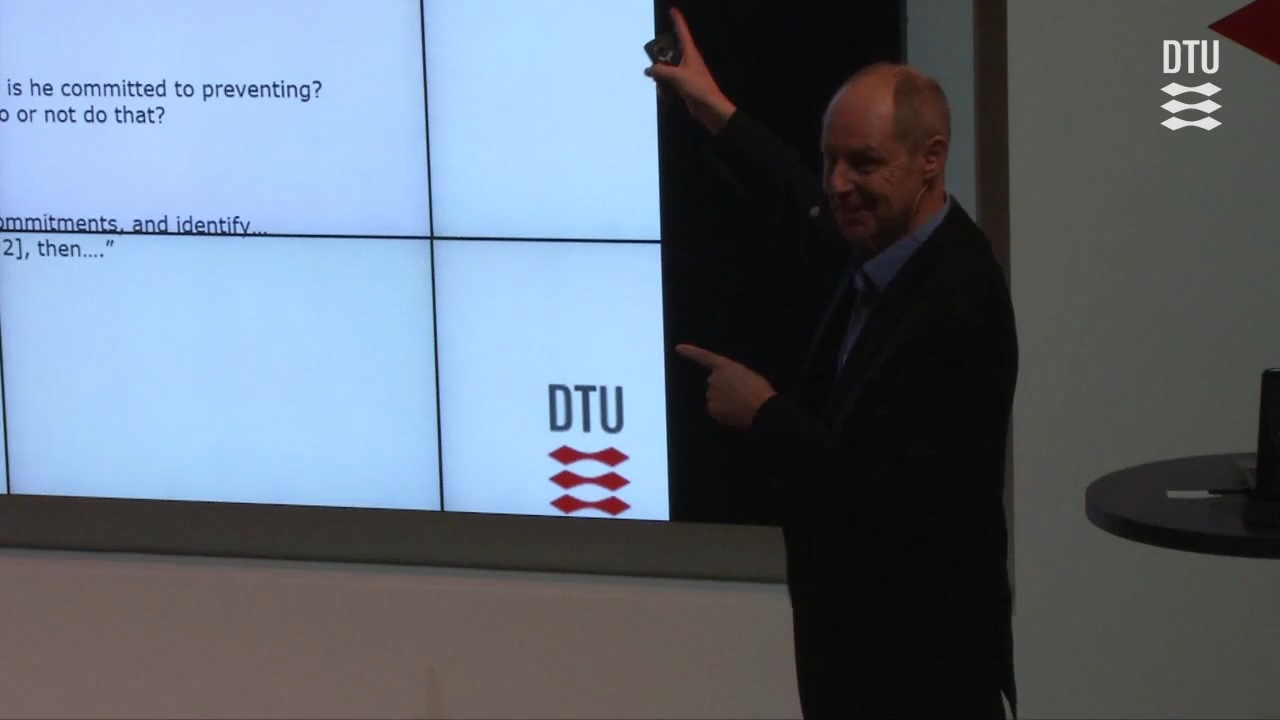 is he committed to preventing?
o or not do that?
ommitments, and identify...
2], then...."
DTU
DTU